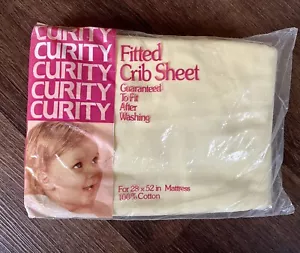 CURITY
CURITY
CURITY
CURITY
CURITY
Fitted
Crib Sheet
Guaranteed
To Fit
After
Washing
For 28 x 52 in Mattress
100% Cotton